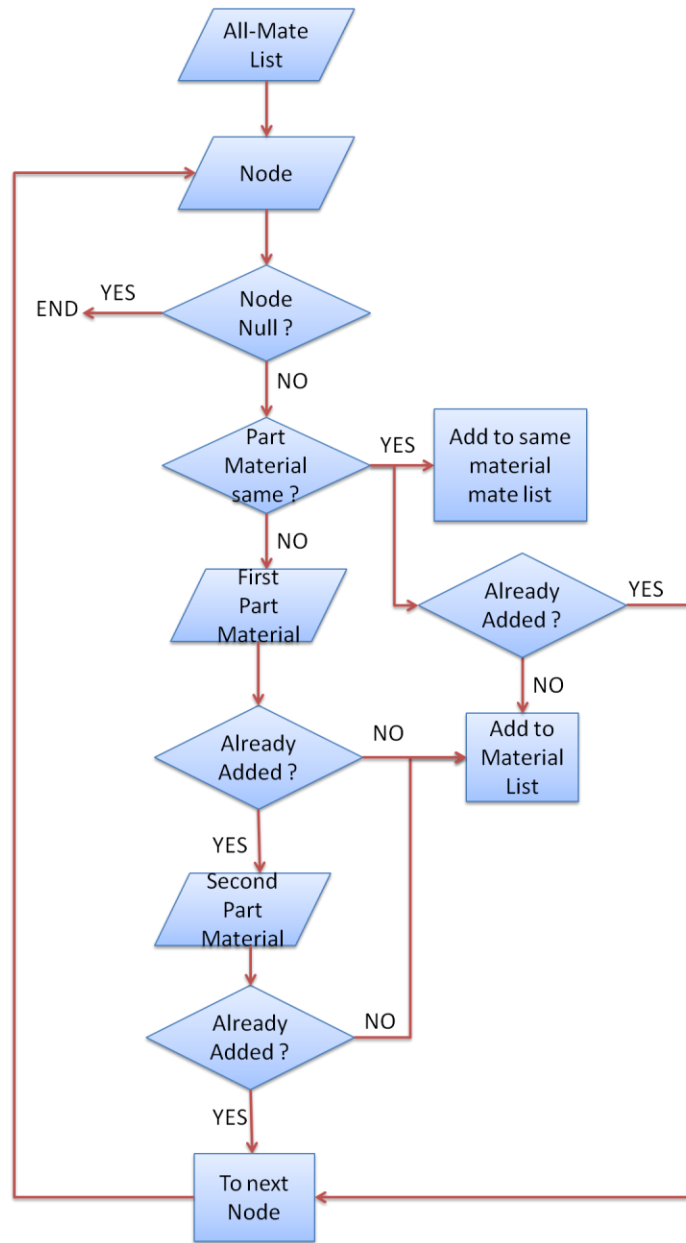 All-Mate
List
Node
Node
Null ?
YES
END
NO
Part
Material
same ?
YES
Add to same
material
mate list
NO
First
Part
Material
Already
Added ?
YES
NO
Already
Added ?
NO
Add to
Material
List
YES
Second
Part
Material
Already
Added ?
NO
YES
To next
Node